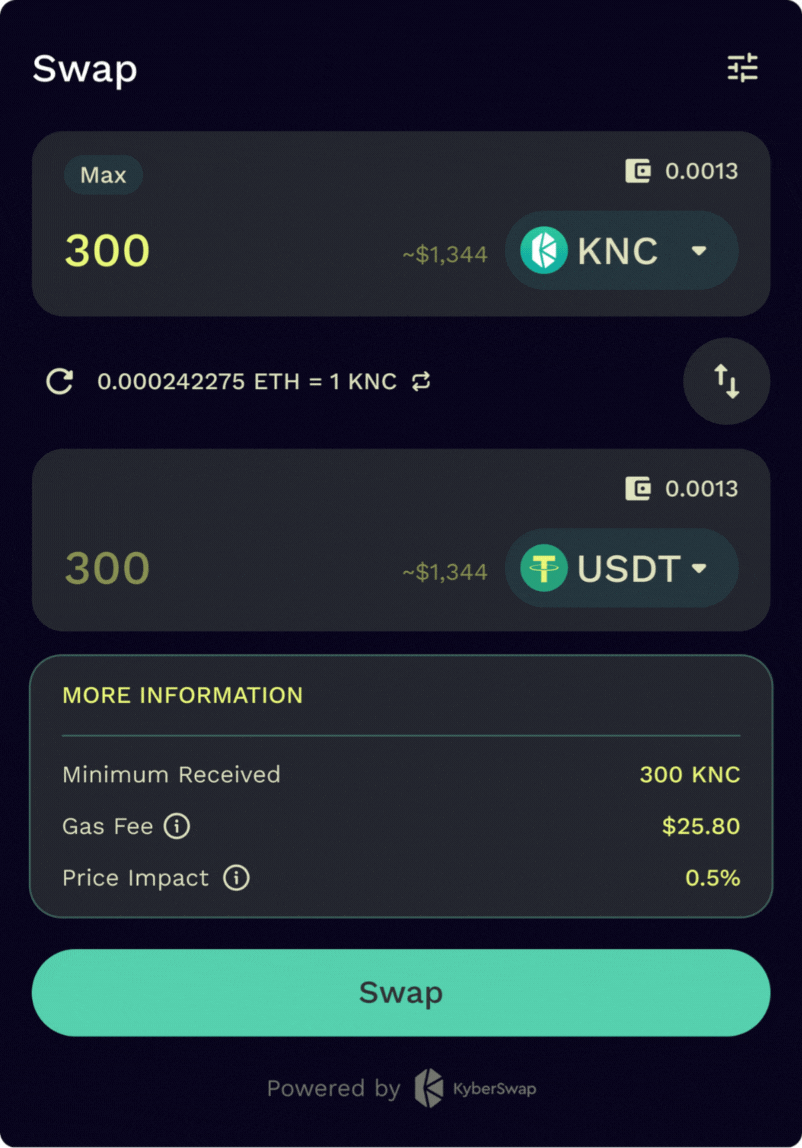 Swap
Max 0.0013
300 ~$1,344 KNC
0.000242275 ETH = 1 KNC
0.0013
300 ~$1,344 USDT
MORE INFORMATION
Minimum Received 300 KNC
Gas Fee $25.80
Price Impact 0.5%
Swap
Powered by KyberSwap